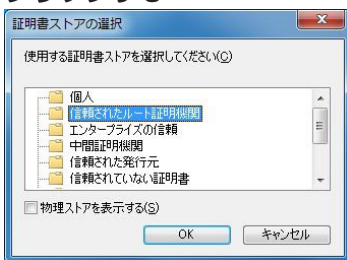 証明書ストアの選択
使用する証明書ストアを選択してください(C)
個人
信頼されたルート証明機関
エンタープライズの信頼
中間証明機関
信頼された発行元
信頼されていない証明書
物理ストアを表示する(S)
OK
キャンセル